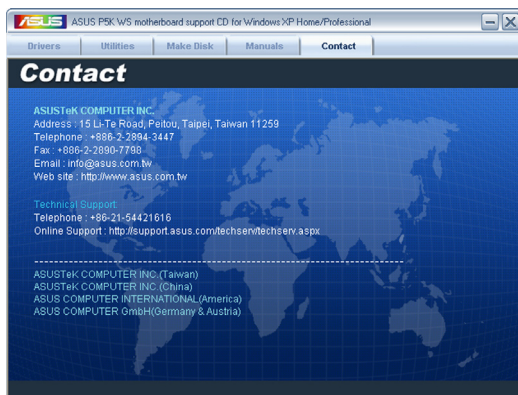 ASUS ASUS P5K WS motherboard support CD for Windows XP Home/Professional
Drivers Utilities Make Disk Manuals Contact
Contact
ASUSTeK COMPUTER INC.
Address : 15 Li-Te Road, Peitou, Taipei, Taiwan 11259
Telephone : +886-2-2894-3447
Fax : +886-2-2890-7798
Email : info@asus.com.tw
Web site : http://www.asus.com.tw
Technical Support:
Telephone : +86-21-54421616
Online Support : http://support.asus.com/techserv/techserv.aspx
ASUSTeK COMPUTER INC.(Taiwan)
ASUSTeK COMPUTER INC.(China)
ASUS COMPUTER INTERNATIONAL(America)
ASUS COMPUTER GmbH(Germany & Austria)